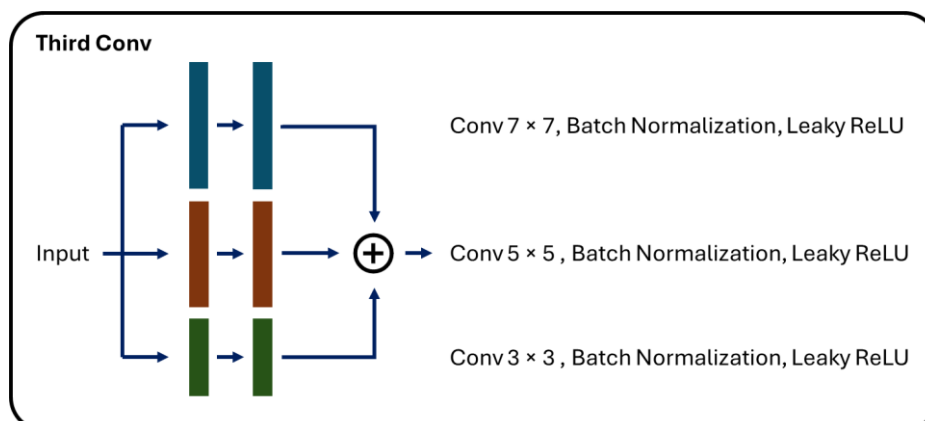 Third Conv
Conv 7 × 7, Batch Normalization, Leaky ReLU
Input
Conv 5 × 5 , Batch Normalization, Leaky ReLU
Conv 3 × 3 , Batch Normalization, Leaky ReLU